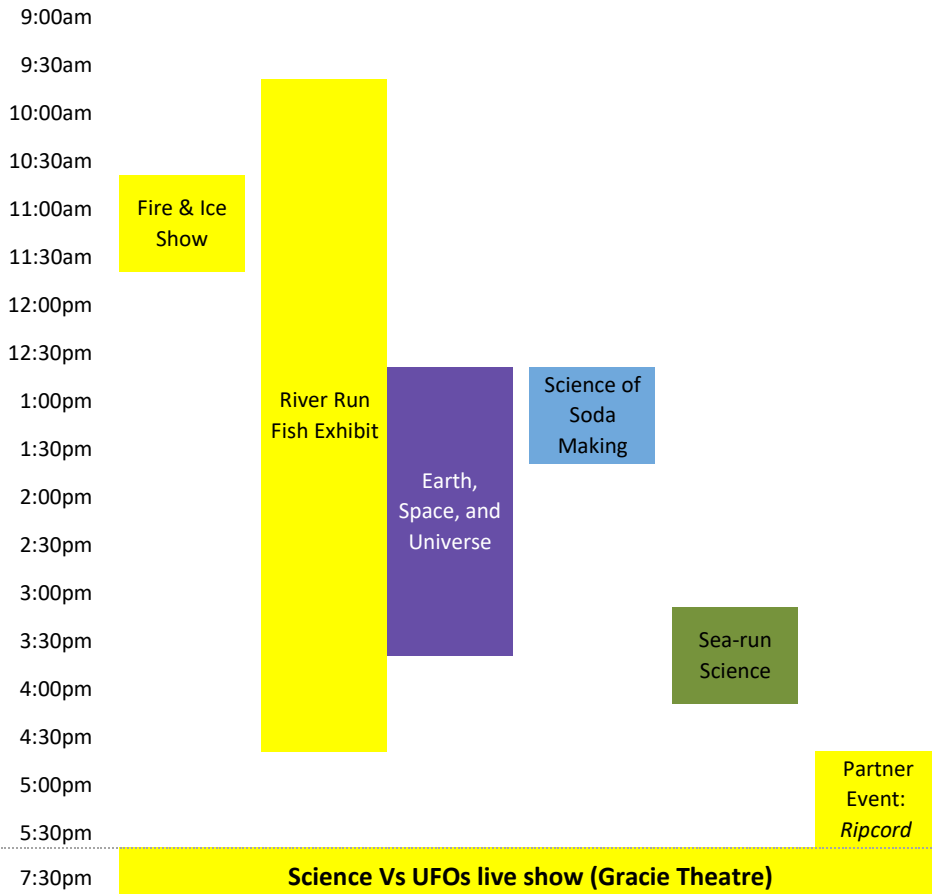 9:00am
9:30am
10:00am
10:30am
11:00am
Fire & Ice
Show
11:30am
12:00pm
12:30pm
1:00pm
River Run
Fish Exhibit
Science of
Soda
Making
1:30pm
2:00pm
Earth,
Space, and
Universe
2:30pm
3:00pm
3:30pm
Sea-run
Science
4:00pm
4:30pm
5:00pm
Partner
Event:
Ripcord
5:30pm
7:30pm
Science Vs UFOs live show (Gracie Theatre)